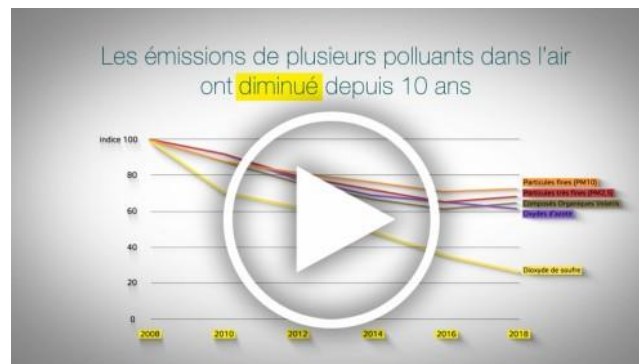 Les émissions de plusieurs polluants dans l'air
ont diminué depuis 10 ans
indice 100
80
60
40
20
0
2008
2010
2012
2014
2016
2018
Particules fines (PM10)
Particules très fines (PM2,5)
Composés Organiques Volatils
Oxydes d'azote
Dioxyde de soufre